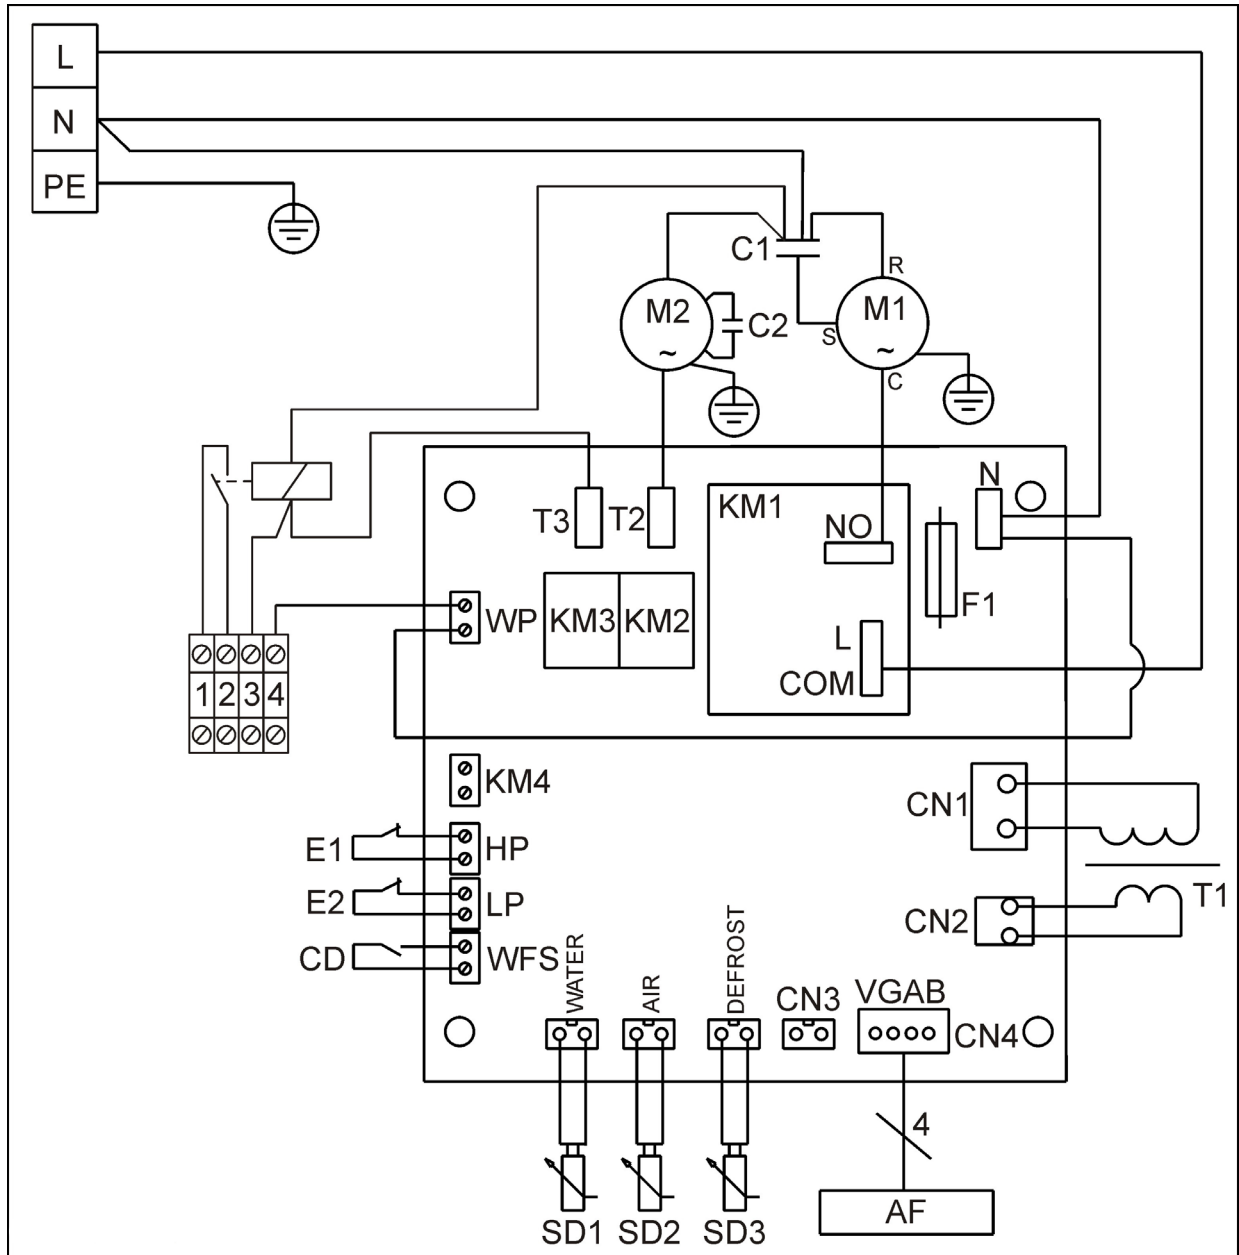 L
N
PE
C1
R
M2
~
C2
M1
~
S
C
N
T3
T2
KM1
NO
F1
WP
KM3
KM2
L
COM
1 2 3 4
KM4
CN1
E1
HP
E2
LP
T1
CN2
CD
WFS
WATER
AIR
DEFROST
CN3
VGAB
CN4
4
AF
SD1
SD2
SD3